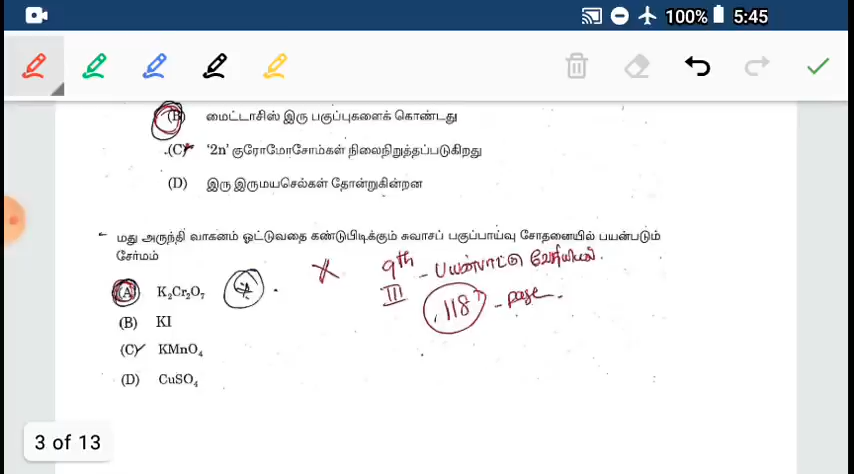 100% 5:45
(B) மைட்டாசிஸ் இரு பகுப்புகளைக் கொண்டது
(C) '2n' குரோமோசோம்கள் நிலைநிறுத்தப்படுகிறது
(D) இரு இருமயசெல்கள் தோன்றுகின்றன
மது அருந்தி வாகனம் ஓட்டுவதை கண்டுபிடிக்கும் சுவாசப் பகுப்பாய்வு சோதனையில் பயன்படும்
சேர்மம்
9th - பயன்பாட்டு வேதியியல்.
(A) K₂Cr₂O₇
III
118 - page.
(B) KI
(C) KMnO₄
(D) CuSO₄
3 of 13